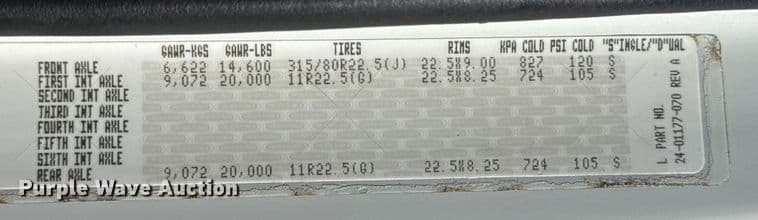 GAWR-KGS GAWR-LBS TIRES RIMS KPA COLD PSI COLD "S"INGLE/"D"UAL
FRONT AXLE 6,622 14,600 315/80R22.5(J) 22.5X9.00 827 120 S
FIRST INT AXLE 9,072 20,000 11R22.5(G) 22.5X8.25 724 105 S
SECOND INT AXLE
THIRD INT AXLE
FOURTH INT AXLE
FIFTH INT AXLE
SIXTH INT AXLE
REAR AXLE 9,072 20,000 11R22.5(G) 22.5X8.25 724 105 S
L PART NO.
24-01177-070 REV A
Purple Wave Auction